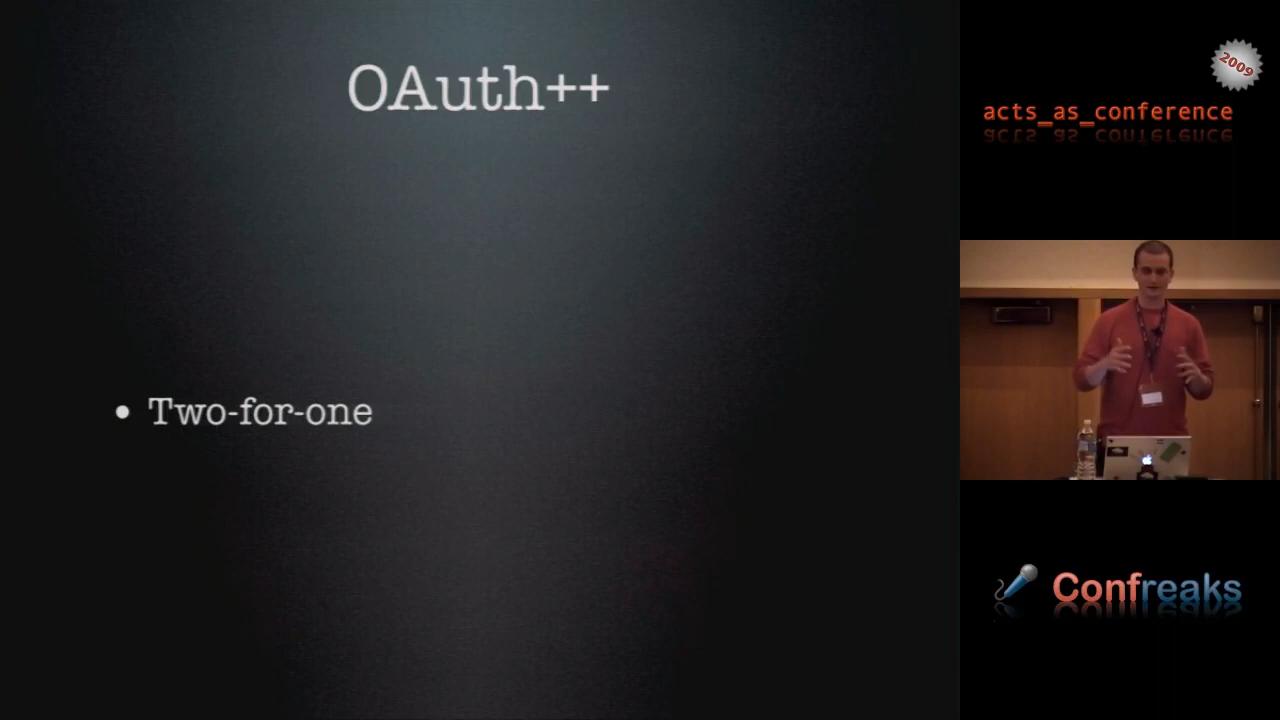 OAuth++
• Two-for-one
2009
acts_as_conference
Confreaks